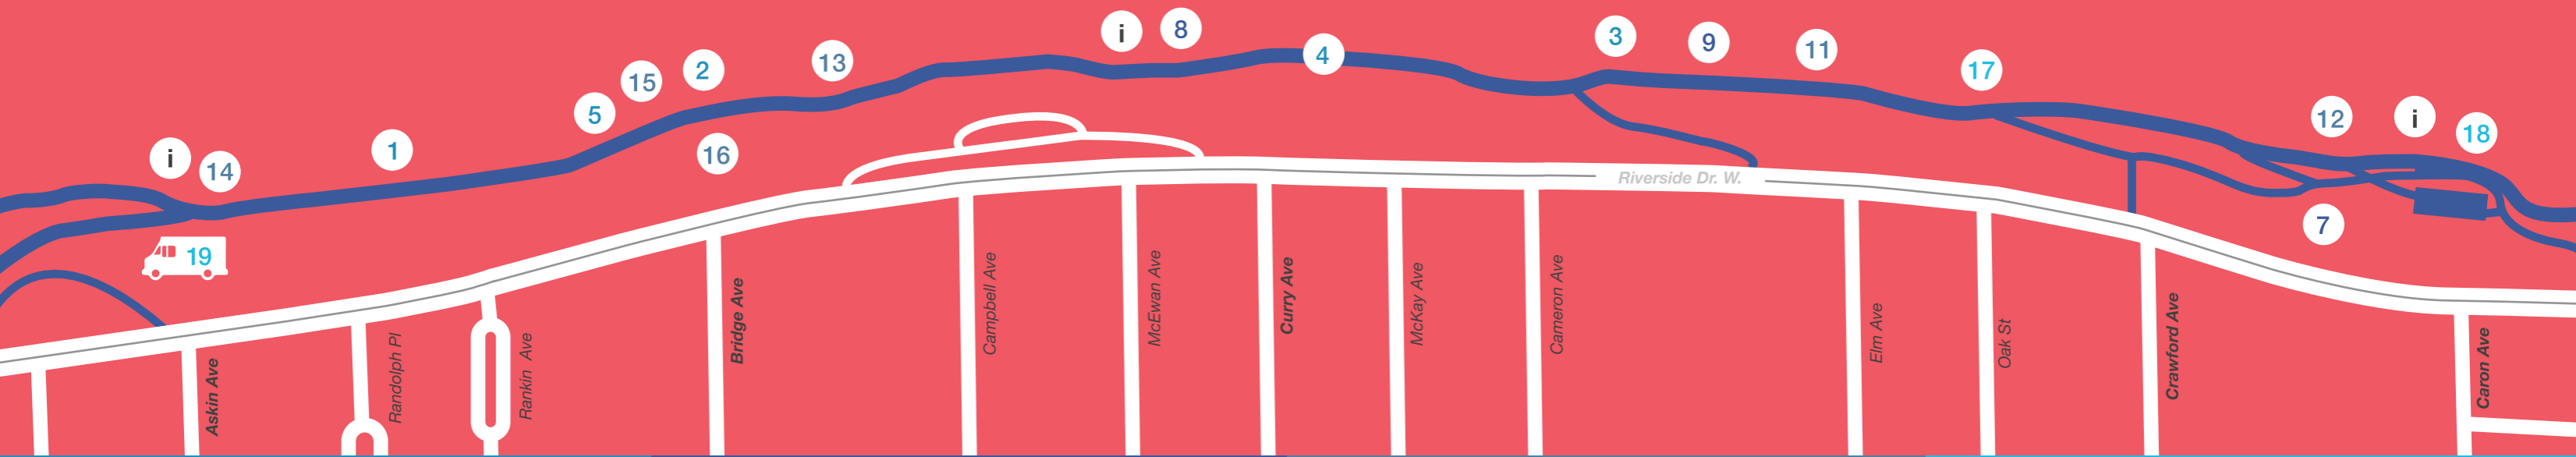 i
8
3
9
4
11
13
2
17
15
5
12
i
18
1
i
14
16
Riverside Dr. W.
7
19
Askin Ave
Randolph Pl
Rankin Ave
Bridge Ave
Campbell Ave
McEwan Ave
Curry Ave
McKay Ave
Cameron Ave
Elm Ave
Oak St
Crawford Ave
Caron Ave